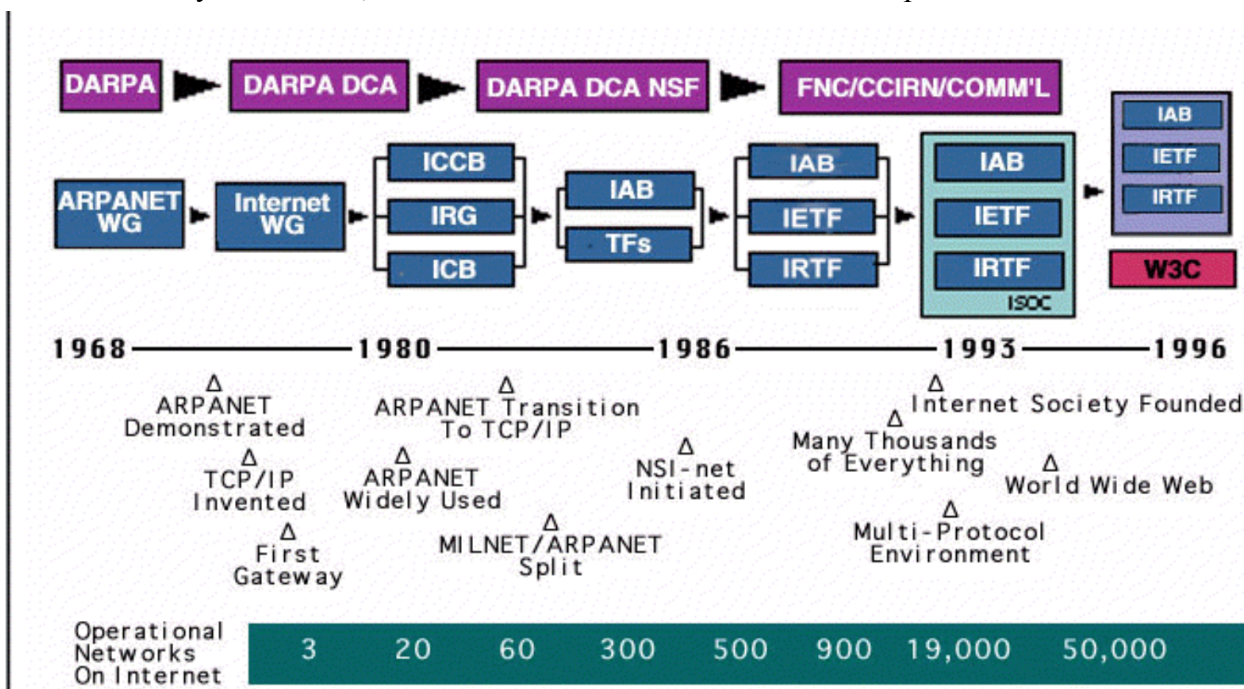 DARPA
DARPA DCA
DARPA DCA NSF
FNC/CCIRN/COMM'L
ARPANET
WG
Internet
WG
ICCB
IRG
ICB
IAB
TFs
IAB
IETF
IRTF
IAB
IETF
IRTF
ISOC
IAB
IETF
IRTF
W3C
1968
1980
1986
1993
1996
ARPANET
Demonstrated
TCP/IP
Invented
First
Gateway
ARPANET
Widely Used
ARPANET Transition
To TCP/IP
MILNET/ARPANET
Split
NSI-net
Initiated
Many Thousands
of Everything
Internet Society Founded
World Wide Web
Multi-Protocol
Environment
Operational
Networks
On Internet
3 20 60 300 500 900 19,000 50,000